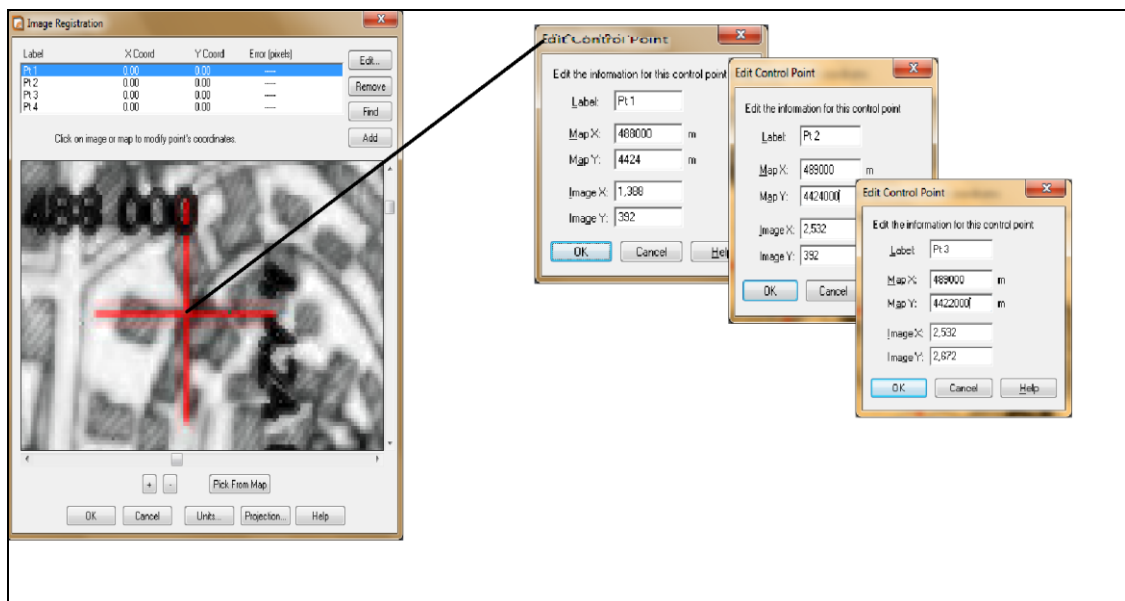 Image Registration
Label X Coord Y Coord Error (pixels)
Pt 1 0.00 0.00 ----
Pt 2 0.00 0.00 ----
Pt 3 0.00 0.00 ----
Pt 4 0.00 0.00 ----
Edit...
Remove
Find
Add
Click on image or map to modify point's coordinates.
488 000
+ -
Pick From Map
OK Cancel Units... Projection... Help
Edit Control Point
Edit the information for this control point
Label: Pt 1
Map X: 488000 m
Map Y: 4424 m
Image X: 1,388
Image Y: 392
OK Cancel
Edit Control Point
Edit the information for this control point
Label: Pt 2
Map X: 489000 m
Map Y: 4424000
Image X: 2,532
Image Y: 392
OK Cancel
Edit Control Point
Edit the information for this control point
Label: Pt 3
Map X: 489000 m
Map Y: 4422000 m
Image X: 2,532
Image Y: 2,672
OK Cancel Help